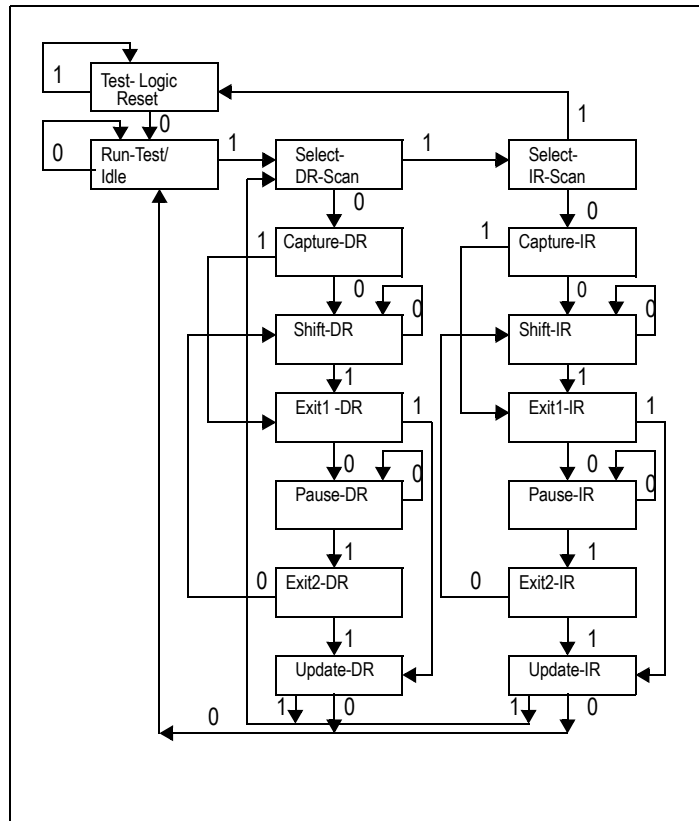 1
Test- Logic
Reset
0
1
0
Run-Test/
Idle
1
Select-
DR-Scan
1
Select-
IR-Scan
0
0
1
Capture-DR
1
Capture-IR
0
0
0
0
Shift-DR
Shift-IR
1
1
Exit1 -DR
1
Exit1-IR
1
0
0
0
0
Pause-DR
Pause-IR
1
1
0
Exit2-DR
0
Exit2-IR
1
1
Update-DR
Update-IR
0
1
0
1
0